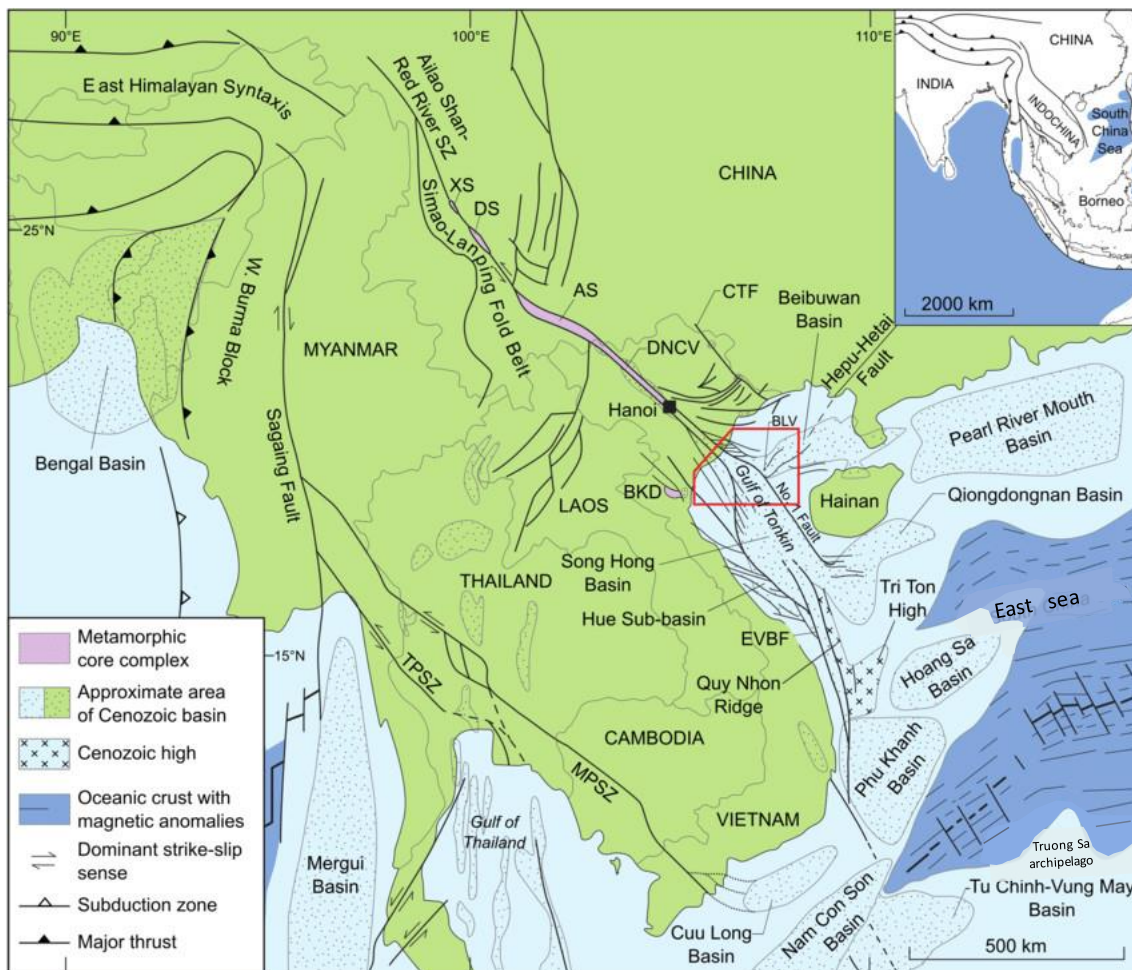 90°E
100°E
110°E
East Himalayan Syntaxis
Ailao Shan-
Red River SZ
XS
DS
Simao-Lanping Fold Belt
CHINA
25°N
W. Burma Block
MYANMAR
AS
CTF
Beibuwan
Basin
DNCV
Hepu-Hetai
Fault
Hanoi
BLV
Pearl River Mouth
Basin
Bengal Basin
Sagaing Fault
Gulf of Tonkin
No. 1 Fault
Hainan
BKD
LAOS
Qiongdongnan Basin
Song Hong
Basin
THAILAND
Hue Sub-basin
Tri Ton
High
East sea
EVBF
15°N
Hoang Sa
Basin
TPSZ
Quy Nhon
Ridge
CAMBODIA
Phu Khanh
Basin
MPSZ
VIETNAM
Gulf of
Thailand
Mergui
Basin
Truong Sa
archipelago
Tu Chinh-Vung May
Basin
Cuu Long
Basin
Nam Con Son
Basin
500 km
CHINA
INDIA
INDOCHINA
South
China
Sea
Borneo
2000 km
Metamorphic
core complex
Approximate area
of Cenozoic basin
Cenozoic high
Oceanic crust with
magnetic anomalies
Dominant strike-slip
sense
Subduction zone
Major thrust